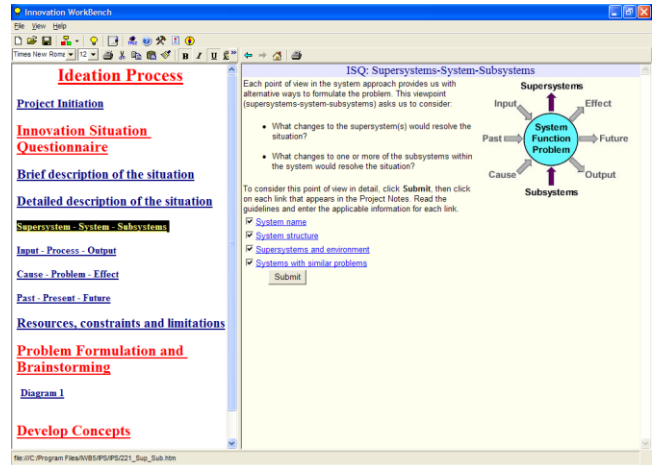 Innovation WorkBench
File View Help
Times New Roma 12 B I U
Ideation Process
Project Initiation
Innovation Situation
Questionnaire
Brief description of the situation
Detailed description of the situation
Supersystem - System - Subsystems
Input - Process - Output
Cause - Problem - Effect
Past - Present - Future
Resources, constraints and limitations
Problem Formulation and
Brainstorming
Diagram 1
Develop Concepts
ISQ: Supersystems-System-Subsystems
Each point of view in the system approach provides us with
alternative ways to formulate the problem. This viewpoint
(supersystems-system-subsystems) asks us to consider:
• What changes to the supersystem(s) would resolve the
situation?
• What changes to one or more of the subsystems within
the system would resolve the situation?
To consider this point of view in detail, click Submit, then click
on each link that appears in the Project Notes. Read the
guidelines and enter the applicable information for each link.
System name
System structure
Supersystems and environment
Systems with similar problems
Submit
Supersystems
Input Effect
System
Past Function Future
Problem
Cause Output
Subsystems
file:///C:/Program Files/IWB5/IPS/IPS/221_Sup_Sub.htm